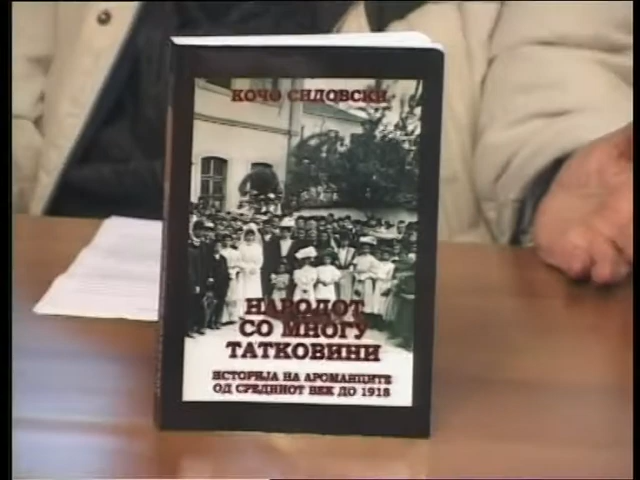 КОЧО СИДОВСКИ
НАРОДОТ
СО МНОГУ
ТАТКОВИНИ
ИСТОРИЈА НА АРОМАНЦИТЕ
ОД СРЕДНИОТ ВЕК ДО 1918